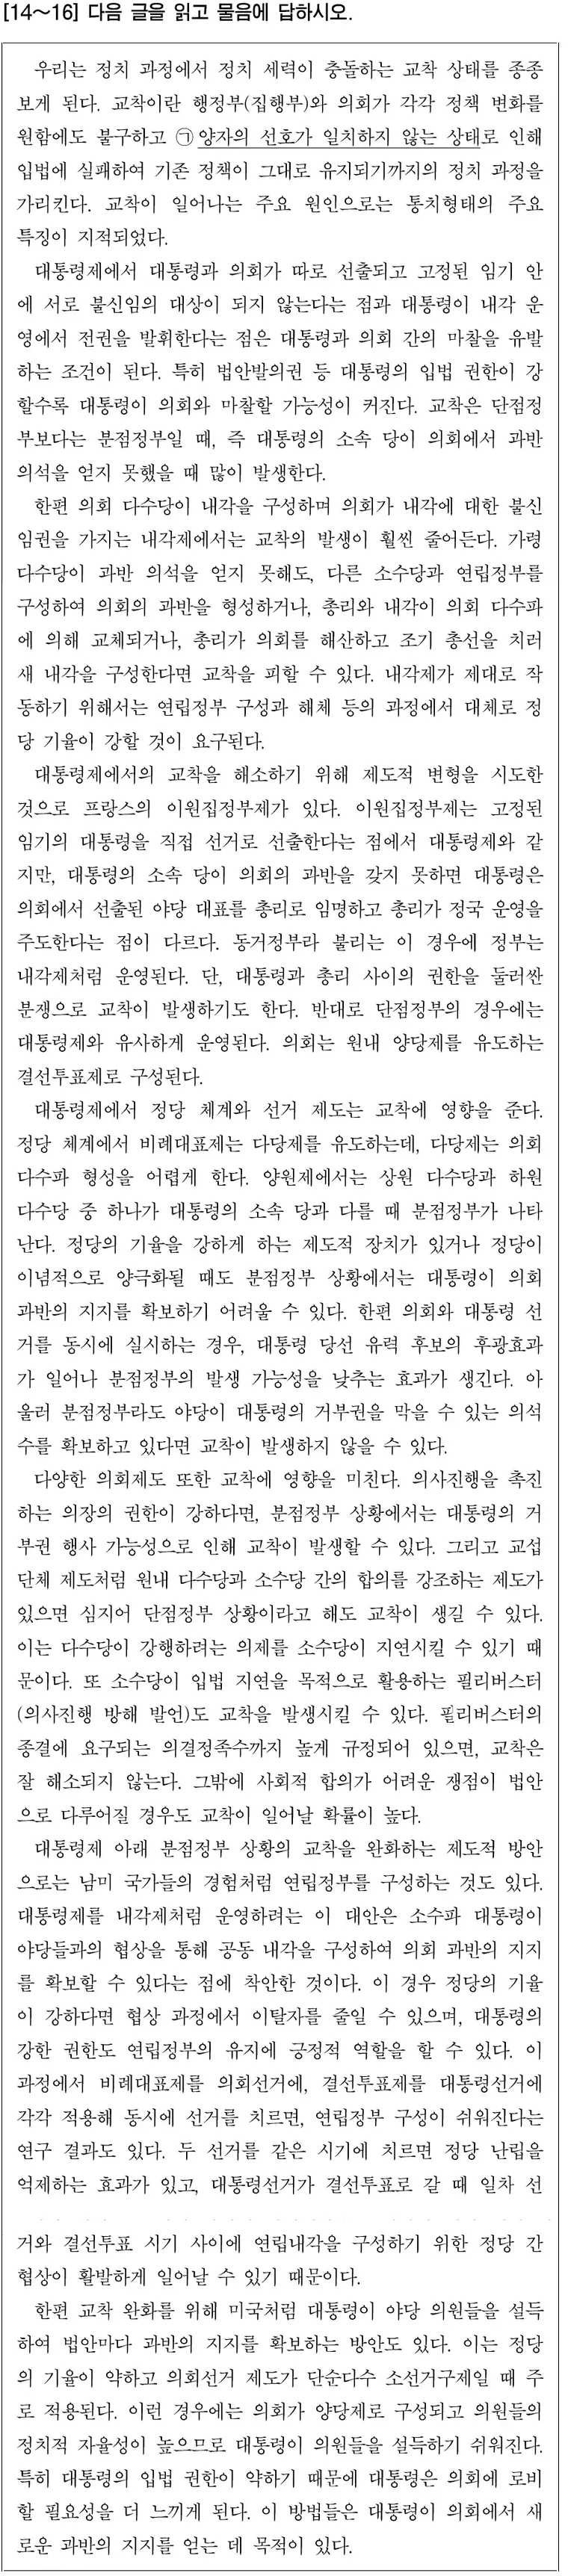 [14～16] 다음 글을 읽고 물음에 답하시오.
우리는 정치 과정에서 정치 세력이 충돌하는 교착 상태를 종종
보게 된다. 교착이란 행정부(집행부)와 의회가 각각 정책 변화를
원함에도 불구하고 ㉠양자의 선호가 일치하지 않는 상태로 인해
입법에 실패하여 기존 정책이 그대로 유지되기까지의 정치 과정을
가리킨다. 교착이 일어나는 주요 원인으로는 통치형태의 주요
특징이 지적되었다.
대통령제에서 대통령과 의회가 따로 선출되고 고정된 임기 안
에 서로 불신임의 대상이 되지 않는다는 점과 대통령이 내각 운
영에서 전권을 발휘한다는 점은 대통령과 의회 간의 마찰을 유발
하는 조건이 된다. 특히 법안발의권 등 대통령의 입법 권한이 강
할수록 대통령이 의회와 마찰할 가능성이 커진다. 교착은 단점정
부보다는 분점정부일 때, 즉 대통령의 소속 당이 의회에서 과반
의석을 얻지 못했을 때 많이 발생한다.
한편 의회 다수당이 내각을 구성하며 의회가 내각에 대한 불신
임권을 가지는 내각제에서는 교착의 발생이 훨씬 줄어든다. 가령
다수당이 과반 의석을 얻지 못해도, 다른 소수당과 연립정부를
구성하여 의회의 과반을 형성하거나, 총리와 내각이 의회 다수파
에 의해 교체되거나, 총리가 의회를 해산하고 조기 총선을 치러
새 내각을 구성한다면 교착을 피할 수 있다. 내각제가 제대로 작
동하기 위해서는 연립정부 구성과 해체 등의 과정에서 대체로 정
당 기율이 강할 것이 요구된다.
대통령제에서의 교착을 해소하기 위해 제도적 변형을 시도한
것으로 프랑스의 이원집정부제가 있다. 이원집정부제는 고정된
임기의 대통령을 직접 선거로 선출한다는 점에서 대통령제와 같
지만, 대통령의 소속 당이 의회의 과반을 갖지 못하면 대통령은
의회에서 선출된 야당 대표를 총리로 임명하고 총리가 정국 운영을
주도한다는 점이 다르다. 동거정부라 불리는 이 경우에 정부는
내각제처럼 운영된다. 단, 대통령과 총리 사이의 권한을 둘러싼
분쟁으로 교착이 발생하기도 한다. 반대로 단점정부의 경우에는
대통령제와 유사하게 운영된다. 의회는 원내 양당제를 유도하는
결선투표제로 구성된다.
대통령제에서 정당 체계와 선거 제도는 교착에 영향을 준다.
정당 체계에서 비례대표제는 다당제를 유도하는데, 다당제는 의회
다수파 형성을 어렵게 한다. 양원제에서는 상원 다수당과 하원
다수당 중 하나가 대통령의 소속 당과 다를 때 분점정부가 나타
난다. 정당의 기율을 강하게 하는 제도적 장치가 있거나 정당이
이념적으로 양극화될 때도 분점정부 상황에서는 대통령이 의회
과반의 지지를 확보하기 어려울 수 있다. 한편 의회와 대통령 선
거를 동시에 실시하는 경우, 대통령 당선 유력 후보의 후광효과
가 일어나 분점정부의 발생 가능성을 낮추는 효과가 생긴다. 아
울러 분점정부라도 야당이 대통령의 거부권을 막을 수 있는 의석
수를 확보하고 있다면 교착이 발생하지 않을 수 있다.
다양한 의회제도 또한 교착에 영향을 미친다. 의사진행을 촉진
하는 의장의 권한이 강하다면, 분점정부 상황에서는 대통령의 거
부권 행사 가능성으로 인해 교착이 발생할 수 있다. 그리고 교섭
단체 제도처럼 원내 다수당과 소수당 간의 합의를 강조하는 제도가
있으면 심지어 단점정부 상황이라고 해도 교착이 생길 수 있다.
이는 다수당이 강행하려는 의제를 소수당이 지연시킬 수 있기 때
문이다. 또 소수당이 입법 지연을 목적으로 활용하는 필리버스터
(의사진행 방해 발언)도 교착을 발생시킬 수 있다. 필리버스터의
종결에 요구되는 의결정족수까지 높게 규정되어 있으면, 교착은
잘 해소되지 않는다. 그밖에 사회적 합의가 어려운 쟁점이 법안
으로 다루어질 경우도 교착이 일어날 확률이 높다.
대통령제 아래 분점정부 상황의 교착을 완화하는 제도적 방안
으로는 남미 국가들의 경험처럼 연립정부를 구성하는 것도 있다.
대통령제를 내각제처럼 운영하려는 이 대안은 소수파 대통령이
야당들과의 협상을 통해 공동 내각을 구성하여 의회 과반의 지지
를 확보할 수 있다는 점에 착안한 것이다. 이 경우 정당의 기율
이 강하다면 협상 과정에서 이탈자를 줄일 수 있으며, 대통령의
강한 권한도 연립정부의 유지에 긍정적 역할을 할 수 있다. 이
과정에서 비례대표제를 의회선거에, 결선투표제를 대통령선거에
각각 적용해 동시에 선거를 치르면, 연립정부 구성이 쉬워진다는
연구 결과도 있다. 두 선거를 같은 시기에 치르면 정당 난립을
억제하는 효과가 있고, 대통령선거가 결선투표로 갈 때 일차 선
거와 결선투표 시기 사이에 연립내각을 구성하기 위한 정당 간
협상이 활발하게 일어날 수 있기 때문이다.
한편 교착 완화를 위해 미국처럼 대통령이 야당 의원들을 설득
하여 법안마다 과반의 지지를 확보하는 방안도 있다. 이는 정당
의 기율이 약하고 의회선거 제도가 단순다수 소선거구제일 때 주
로 적용된다. 이런 경우에는 의회가 양당제로 구성되고 의원들의
정치적 자율성이 높으므로 대통령이 의원들을 설득하기 쉬워진다.
특히 대통령의 입법 권한이 약하기 때문에 대통령은 의회에 로비
할 필요성을 더 느끼게 된다. 이 방법들은 대통령이 의회에서 새
로운 과반의 지지를 얻는 데 목적이 있다.